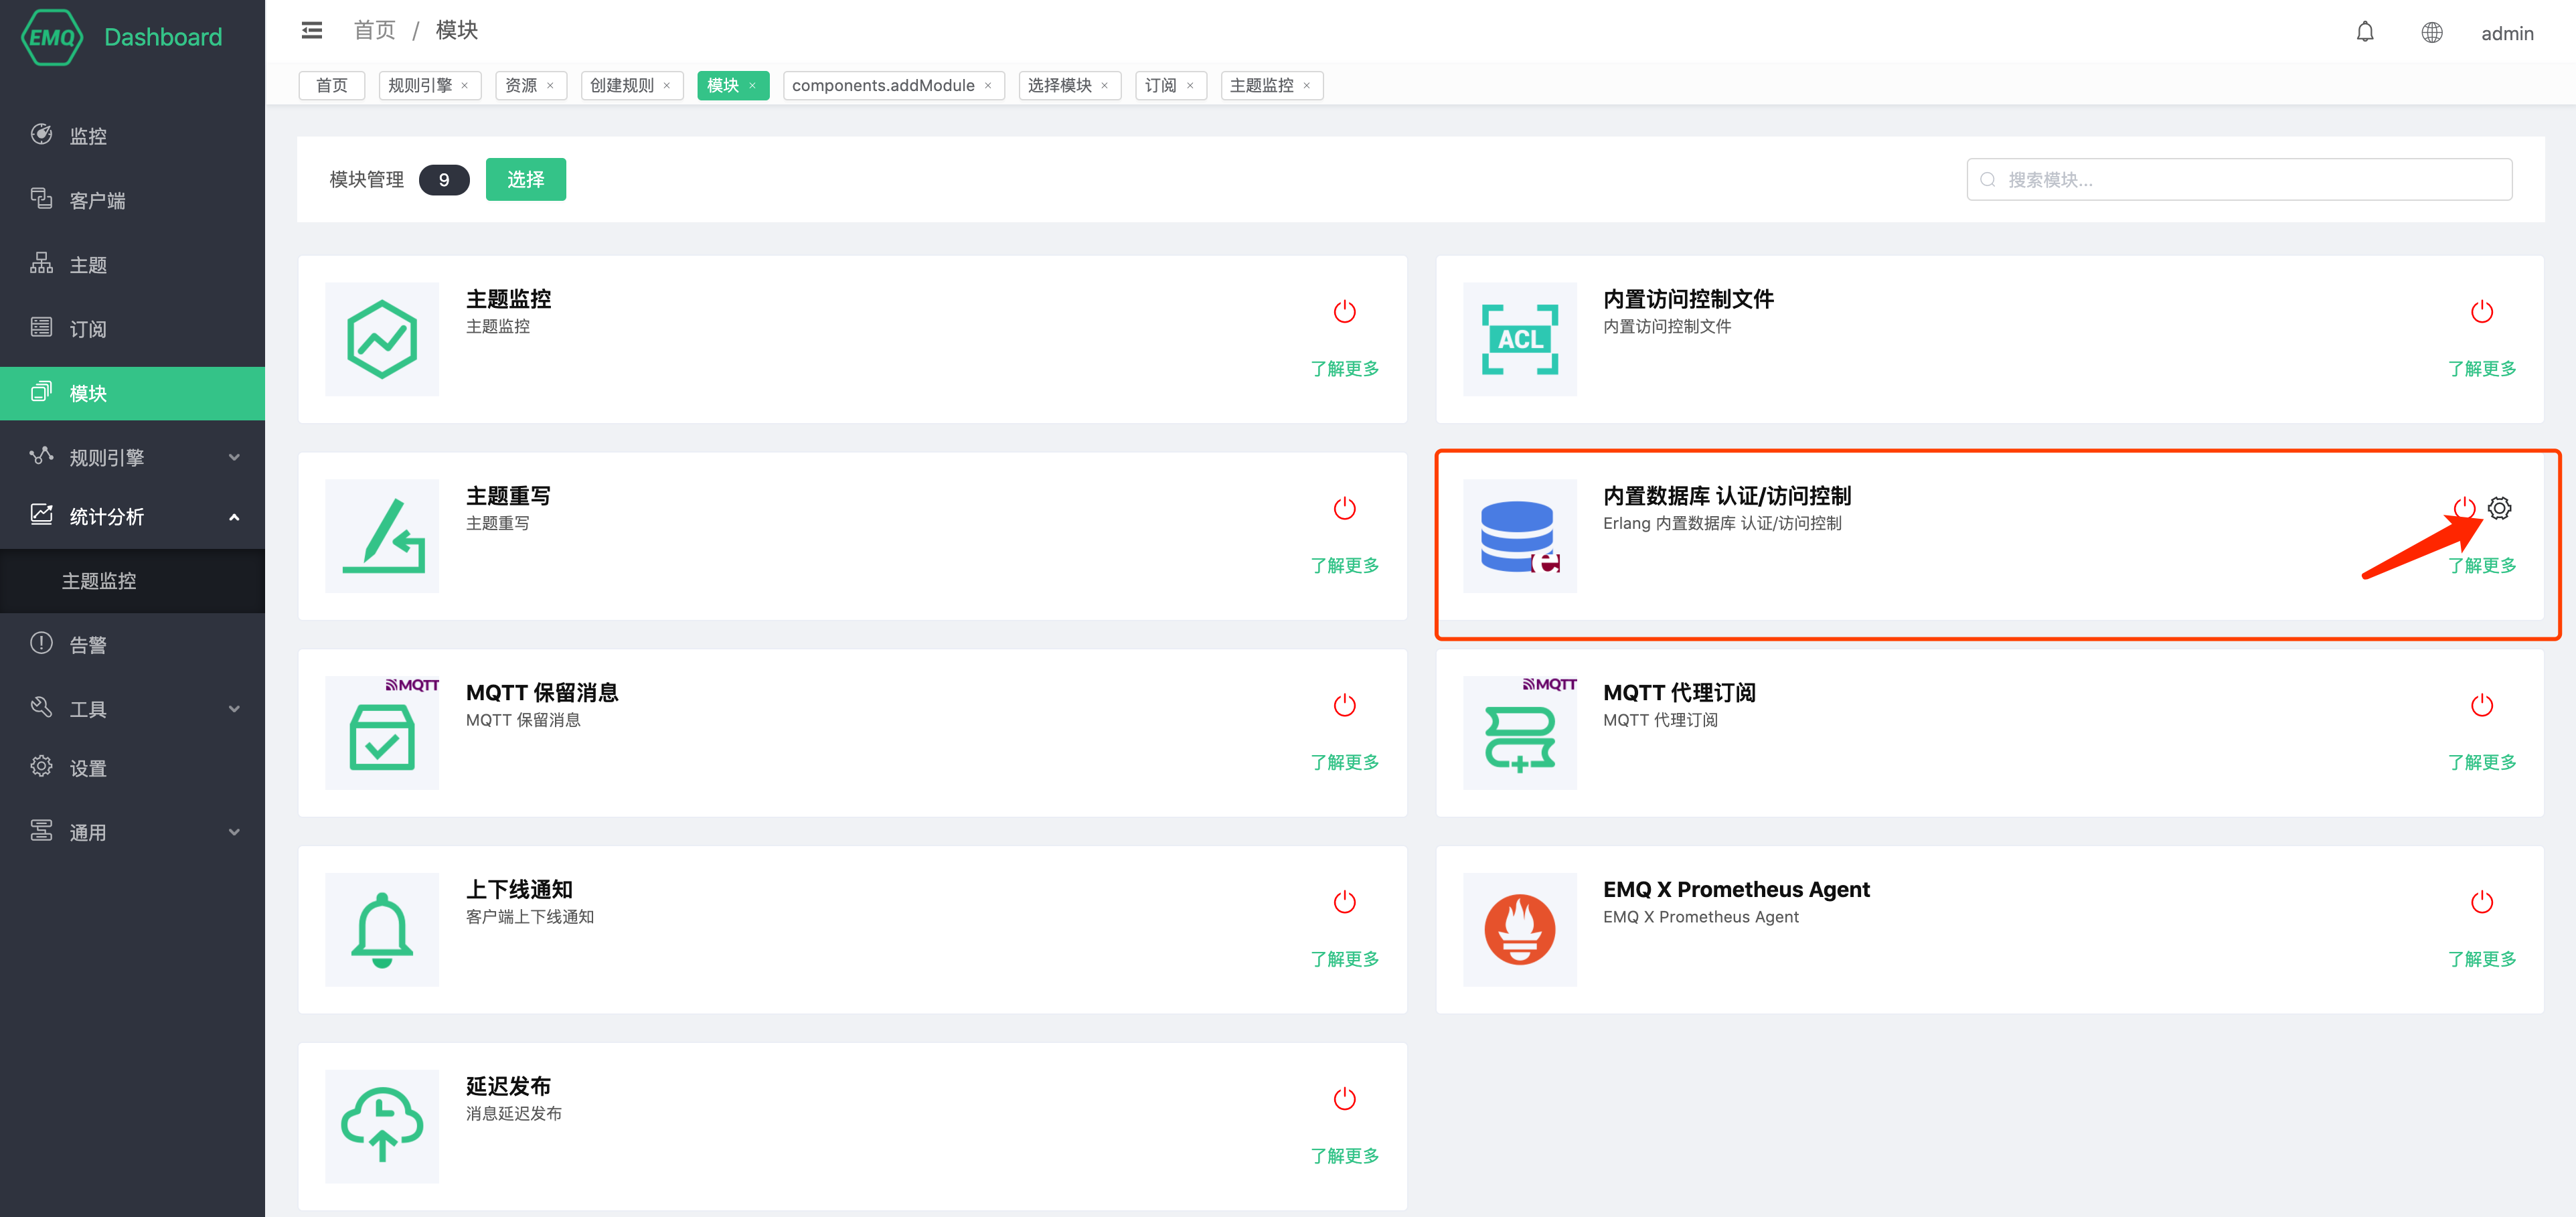 EMQ Dashboard
首页 / 模块
admin
首页 规则引擎 × 资源 × 创建规则 × 模块 × components.addModule × 选择模块 × 订阅 × 主题监控 ×
监控
客户端
主题
订阅
模块
规则引擎
统计分析
主题监控
告警
工具
设置
通用
模块管理 9 选择
搜索模块...
主题监控
主题监控
了解更多
ACL
内置访问控制文件
内置访问控制文件
了解更多
主题重写
主题重写
了解更多
e
内置数据库 认证/访问控制
Erlang 内置数据库 认证/访问控制
了解更多
MQTT
MQTT 保留消息
MQTT 保留消息
了解更多
MQTT
MQTT 代理订阅
MQTT 代理订阅
了解更多
上下线通知
客户端上下线通知
了解更多
EMQ X Prometheus Agent
EMQ X Prometheus Agent
了解更多
延迟发布
消息延迟发布
了解更多